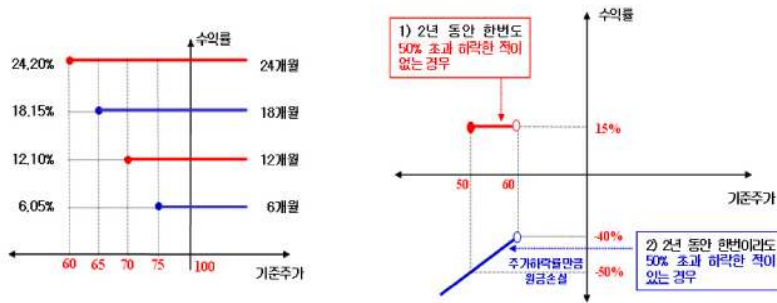 수익률
24,20%
24개월
18,15%
18개월
12,10%
12개월
6,05%
6개월
60
65
70
75
100
기준주가
수익률
1) 2년 동안 한번도
50% 초과 하락한 적이
없는 경우
15%
50
60
기준주가
-40%
-50%
주가하락률만큼
원금손실
2) 2년 동안 한번이라도
50% 초과 하락한 적이
있는 경우